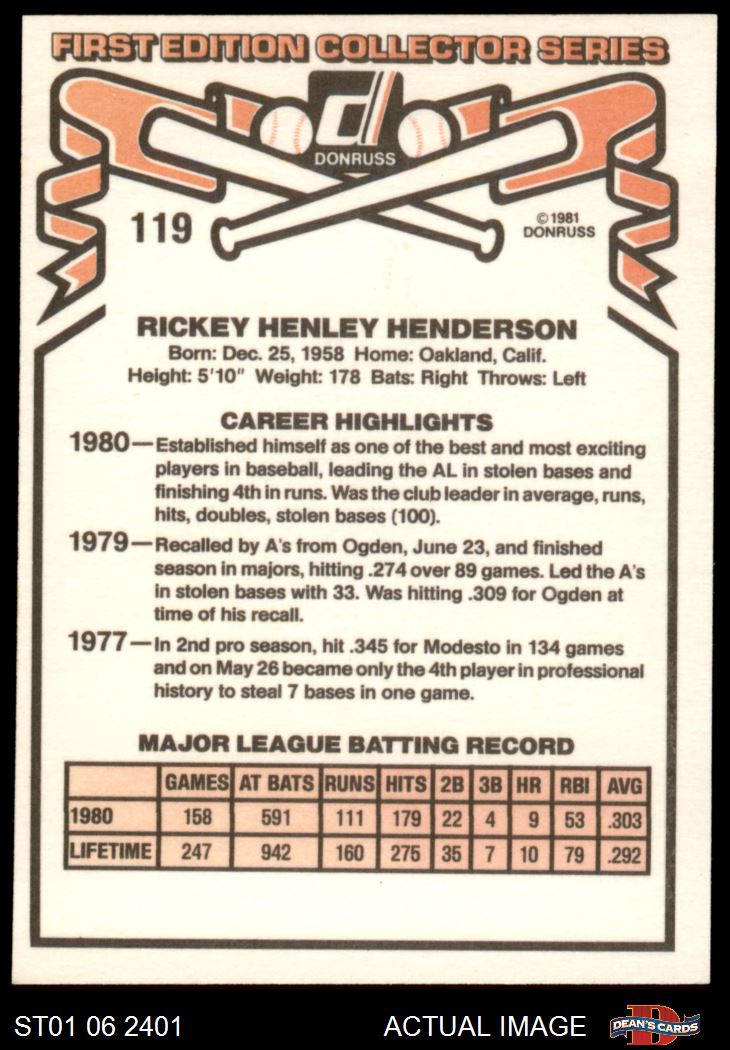 FIRST EDITION COLLECTOR SERIES
DONRUSS
119
© 1981
DONRUSS
RICKEY HENLEY HENDERSON
Born: Dec. 25, 1958 Home: Oakland, Calif.
Height: 5'10" Weight: 178 Bats: Right Throws: Left
CAREER HIGHLIGHTS
1980—Established himself as one of the best and most exciting
players in baseball, leading the AL in stolen bases and
finishing 4th in runs. Was the club leader in average, runs,
hits, doubles, stolen bases (100).
1979—Recalled by A's from Ogden, June 23, and finished
season in majors, hitting .274 over 89 games. Led the A's
in stolen bases with 33. Was hitting .309 for Ogden at
time of his recall.
1977—In 2nd pro season, hit .345 for Modesto in 134 games
and on May 26 became only the 4th player in professional
history to steal 7 bases in one game.
MAJOR LEAGUE BATTING RECORD
GAMES AT BATS RUNS HITS 2B 3B HR RBI AVG
1980 158 591 111 179 22 4 9 53 .303
LIFETIME 247 942 160 275 35 7 10 79 .292
ST01 06 2401 ACTUAL IMAGE DEAN'S CARDS